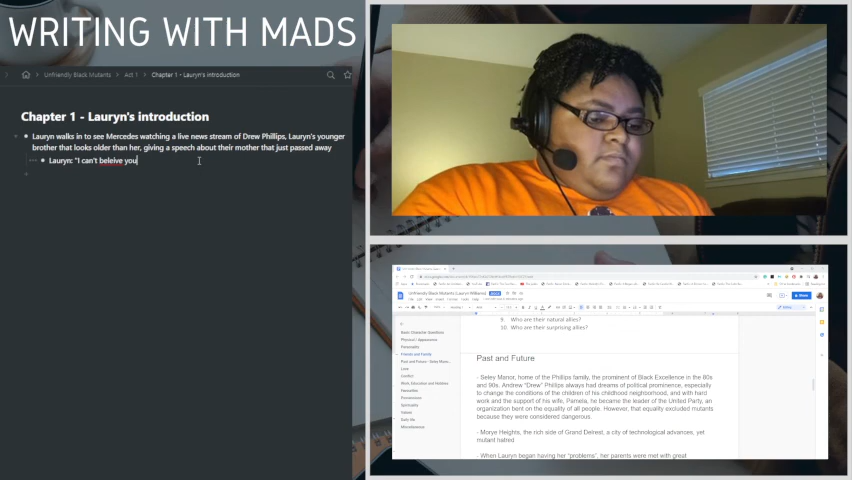 WRITING WITH MADS
Unfriendly Black Mutants > Act 1 > Chapter 1 - Lauryn's introduction
Chapter 1 - Lauryn's introduction
Lauryn walks in to see Mercedes watching a live news stream of Drew Phillips, Lauryn's younger
brother that looks older than her, giving a speech about their mother that just passed away
Lauryn: "I can't beleive you
Unfriendly Black Mutants (Lauryn Williams)
9. Who are their natural allies?
10. Who are their surprising allies?
Basic Character Questions
Physical / Appearance
Personality
Friends and Family
Past and Future - Seley Manor,...
Love
Conflict
Work, Education and Hobbies
Favourites
Possessions
Spirituality
Values
Daily life
Miscellaneous
Past and Future
- Seley Manor, home of the Phillips family, the prominent of Black Excellence in the 80s
and 90s. Andrew "Drew" Phillips always had dreams of political prominence, especially
to change the conditions of the children of his childhood neighborhood, and with hard
work and the support of his wife, Pamela, he became the leader of the United Party, an
organization bent on the equality of all people. However, that equality excluded mutants
because they were considered dangerous.
- Morye Heights, the rich side of Grand Delrest, a city of technological advances, yet
mutant hatred
- When Lauryn began having her "problems", her parents were met with great